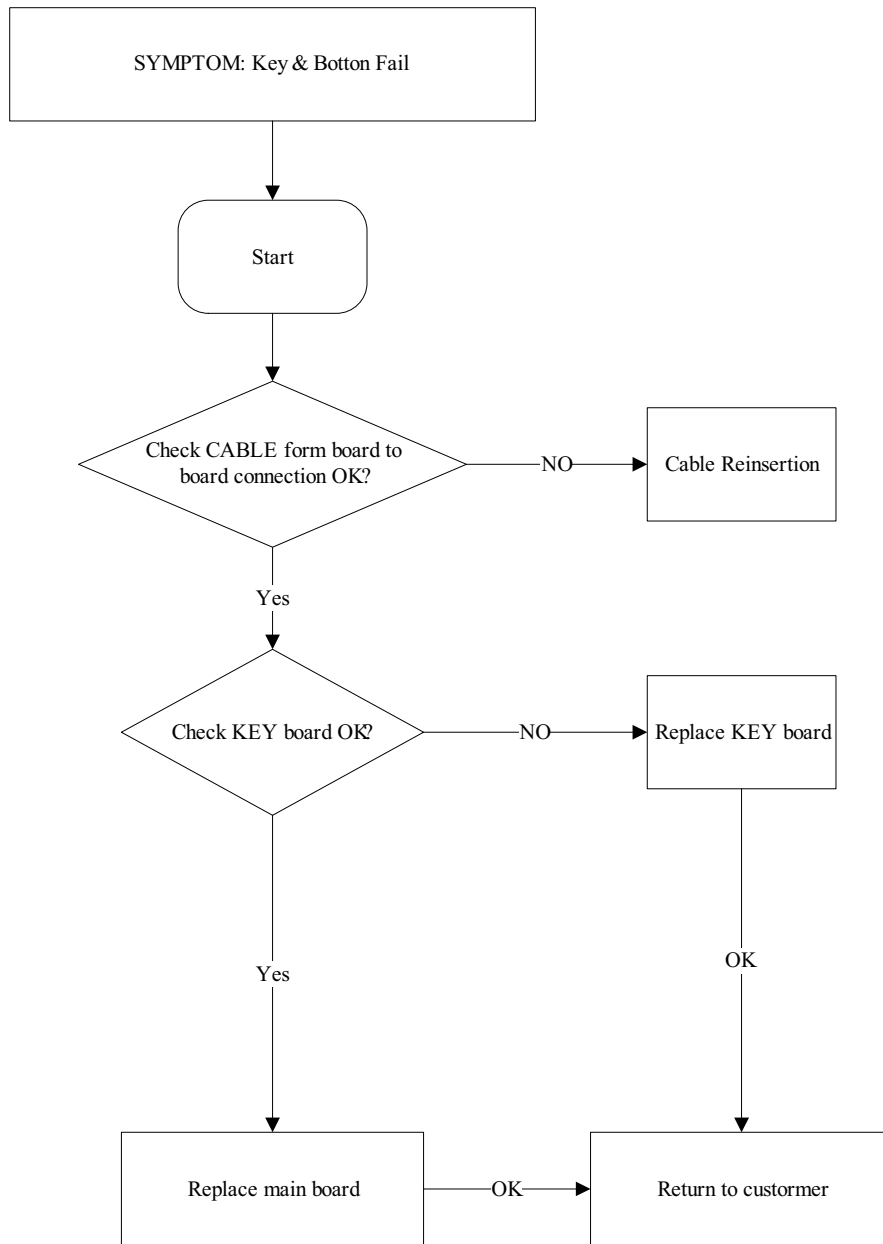 SYMPTOM: Key & Botton Fail
Start
Check CABLE form board to
board connection OK?
NO
Cable Reinsertion
Yes
Check KEY board OK?
NO
Replace KEY board
Yes
OK
Replace main board
OK
Return to custormer